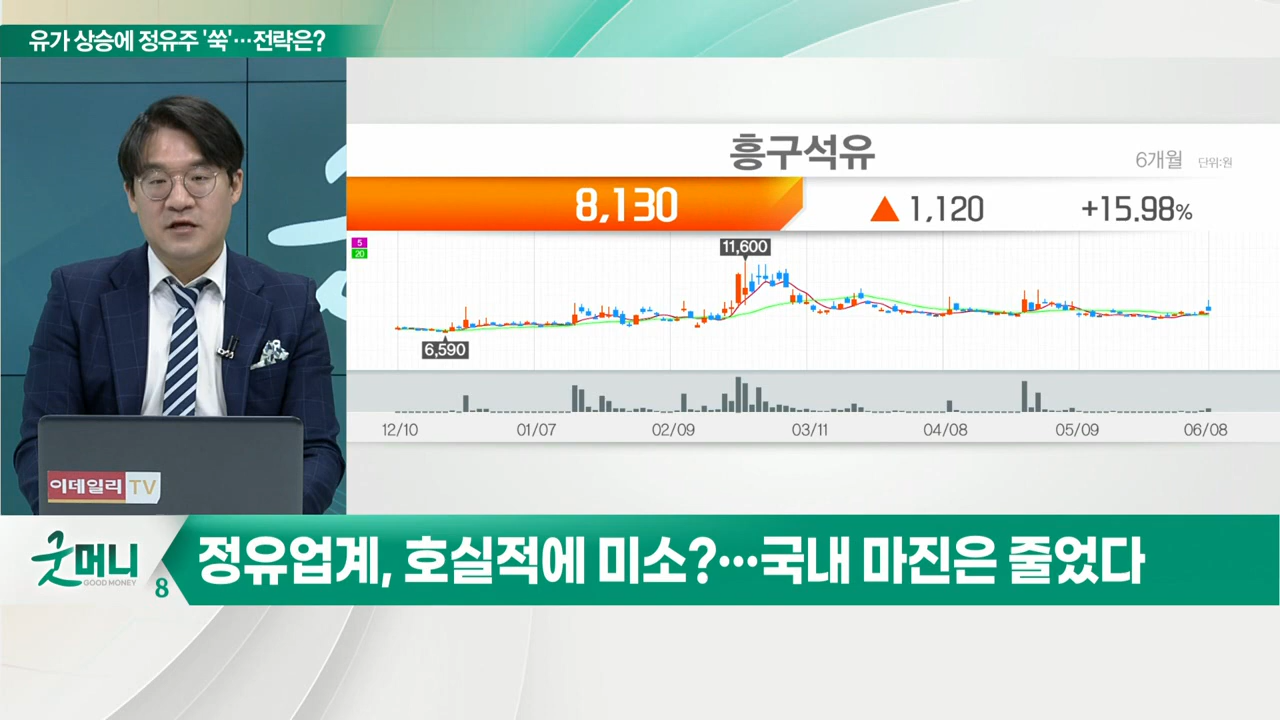 유가 상승에 정유주 '쑥'…전략은?
흥구석유
6개월 단위:원
8,130 ▲ 1,120 +15.98%
5
20
11,600
6,590
12/10 01/07 02/09 03/11 04/08 05/09 06/08
이데일리 TV
굿머니
GOOD MONEY
8
정유업계, 호실적에 미소?…국내 마진은 줄었다